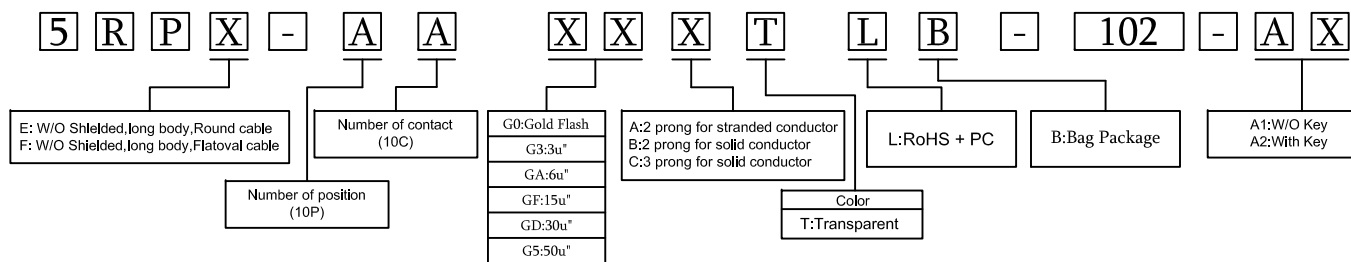 5 R P X - A A X X X T L B - 102 - A X
E: W/O Shielded,long body,Round cable
F: W/O Shielded,long body,Flatoval cable
Number of position
(10P)
Number of contact
(10C)
G0:Gold Flash
G3:3u"
GA:6u"
GF:15u"
GD:30u"
G5:50u"
A:2 prong for stranded conductor
B:2 prong for solid conductor
C:3 prong for solid conductor
Color
T:Transparent
L:RoHS + PC
B:Bag Package
A1:W/O Key
A2:With Key